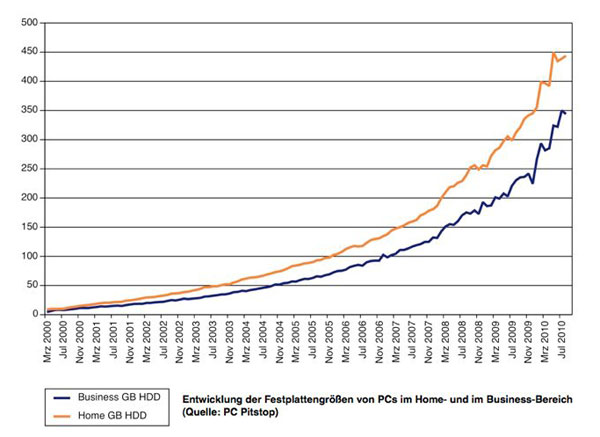 500
450
400
350
300
250
200
150
100
50
0
Mrz 2000
Jul 2000
Nov 2000
Mrz 2001
Jul 2001
Nov 2001
Mrz 2002
Jul 2002
Nov 2002
Mrz 2003
Jul 2003
Nov 2003
Mrz 2004
Jul 2004
Nov 2004
Mrz 2005
Jul 2005
Nov 2005
Mrz 2006
Jul 2006
Nov 2006
Mrz 2007
Jul 2007
Nov 2007
Mrz 2008
Jul 2008
Nov 2008
Mrz 2009
Jul 2009
Nov 2009
Mrz 2010
Jul 2010
Business GB HDD
Home GB HDD
Entwicklung der Festplattengrößen von PCs im Home- und im Business-Bereich
(Quelle: PC Pitstop)